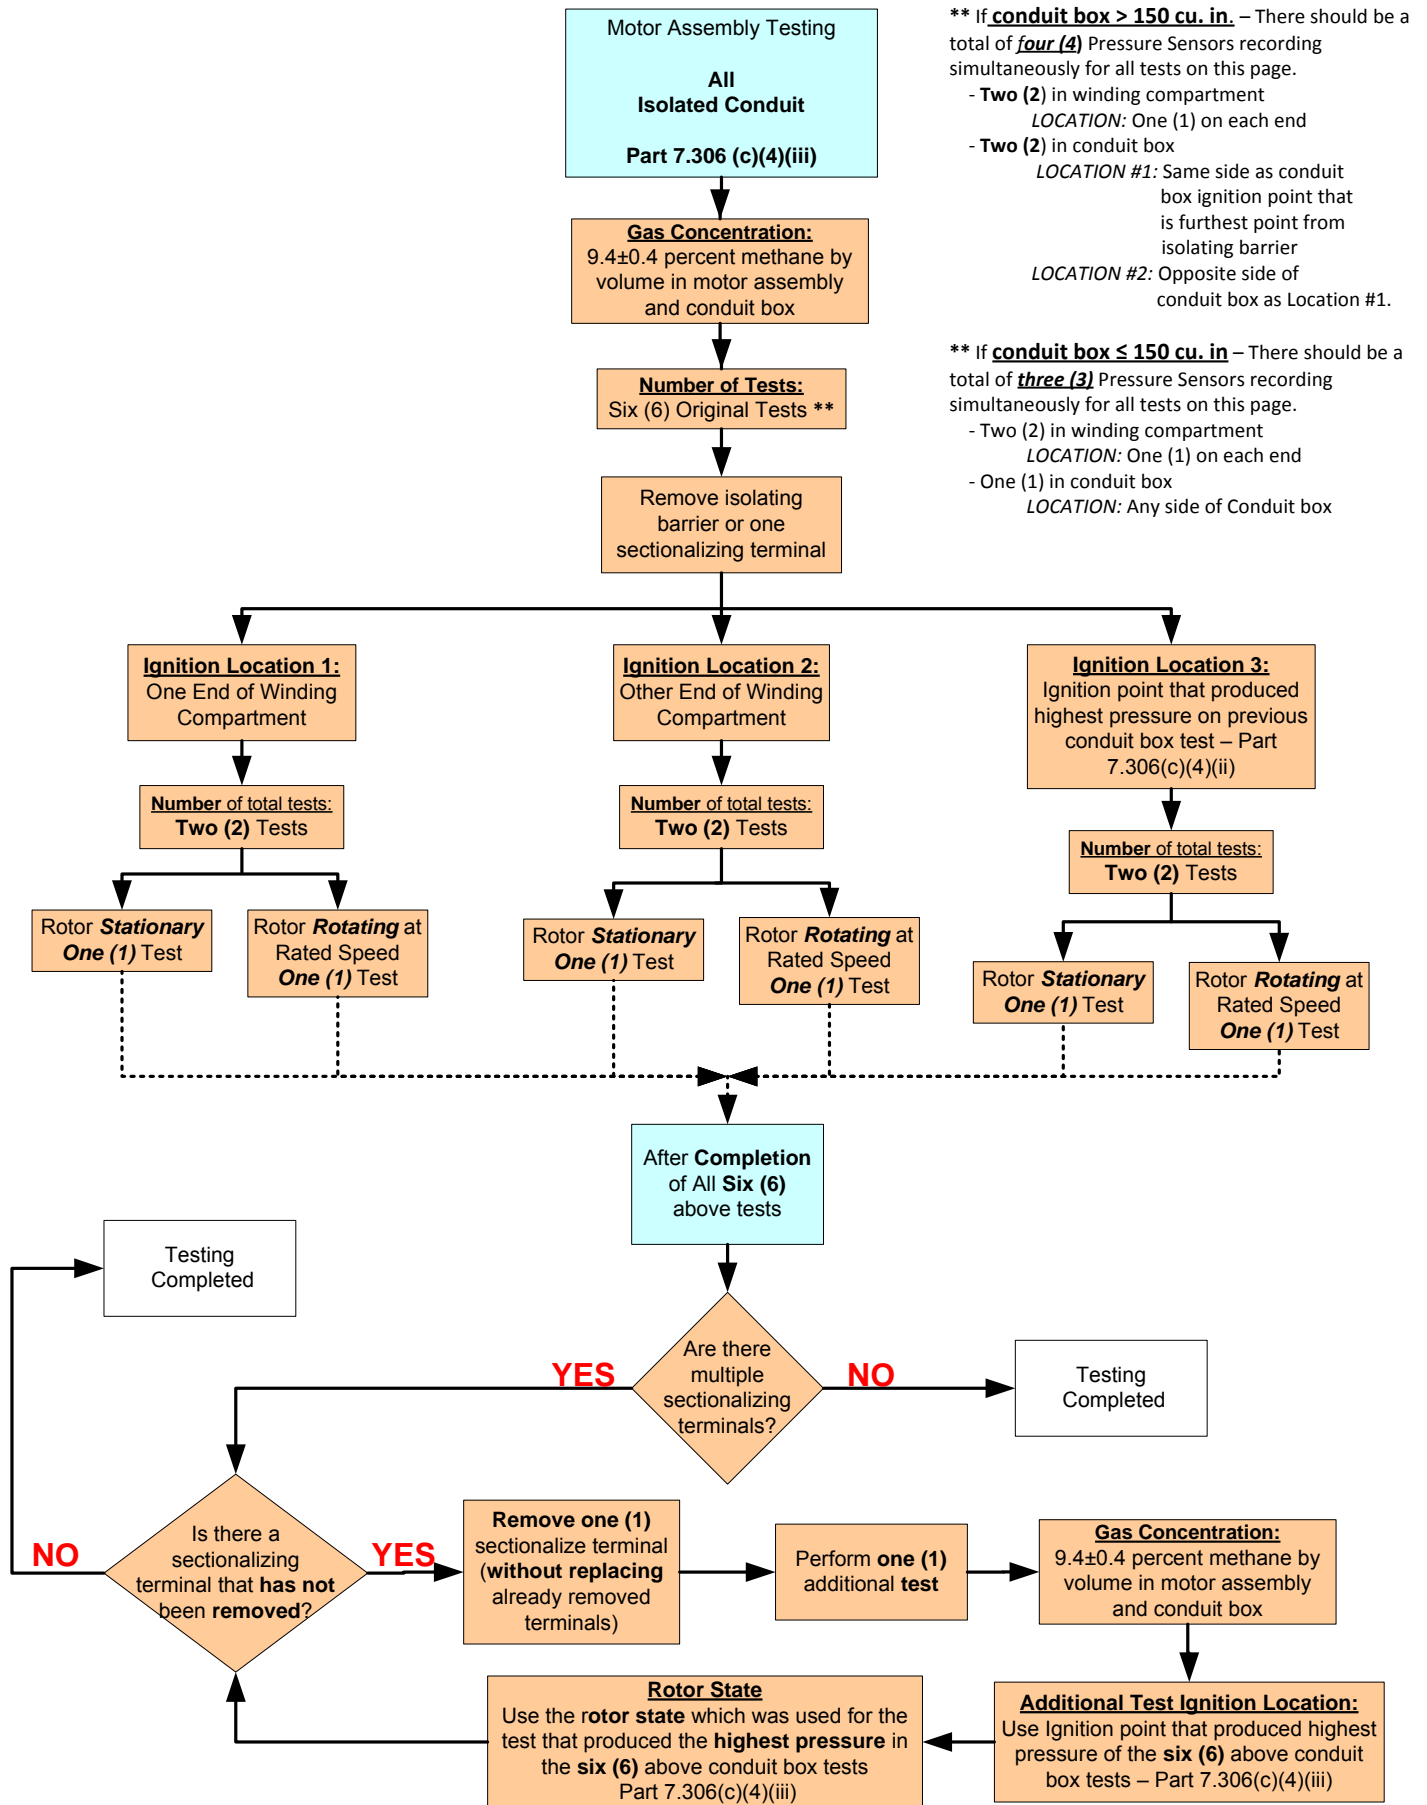 Motor Assembly Testing
All
Isolated Conduit
Part 7.306 (c)(4)(iii)
** If conduit box > 150 cu. in. – There should be a
total of four (4) Pressure Sensors recording
simultaneously for all tests on this page.
- Two (2) in winding compartment
LOCATION: One (1) on each end
- Two (2) in conduit box
LOCATION #1: Same side as conduit
box ignition point that
is furthest point from
isolating barrier
LOCATION #2: Opposite side of
conduit box as Location #1.
** If conduit box ≤ 150 cu. in – There should be a
total of three (3) Pressure Sensors recording
simultaneously for all tests on this page.
- Two (2) in winding compartment
LOCATION: One (1) on each end
- One (1) in conduit box
LOCATION: Any side of Conduit box
Gas Concentration:
9.4±0.4 percent methane by
volume in motor assembly
and conduit box
Number of Tests:
Six (6) Original Tests **
Remove isolating
barrier or one
sectionalizing terminal
Ignition Location 1:
One End of Winding
Compartment
Number of total tests:
Two (2) Tests
Rotor Stationary
One (1) Test
Rotor Rotating at
Rated Speed
One (1) Test
Ignition Location 2:
Other End of Winding
Compartment
Number of total tests:
Two (2) Tests
Rotor Stationary
One (1) Test
Rotor Rotating at
Rated Speed
One (1) Test
Ignition Location 3:
Ignition point that produced
highest pressure on previous
conduit box test – Part
7.306(c)(4)(ii)
Number of total tests:
Two (2) Tests
Rotor Stationary
One (1) Test
Rotor Rotating at
Rated Speed
One (1) Test
After Completion
of All Six (6)
above tests
Are there
multiple
sectionalizing
terminals?
NO
Testing
Completed
YES
Is there a
sectionalizing
terminal that has not
been removed?
NO
Testing
Completed
YES
Remove one (1)
sectionalize terminal
(without replacing
already removed
terminals)
Perform one (1)
additional test
Gas Concentration:
9.4±0.4 percent methane by
volume in motor assembly
and conduit box
Additional Test Ignition Location:
Use Ignition point that produced highest
pressure of the six (6) above conduit
box tests – Part 7.306(c)(4)(iii)
Rotor State
Use the rotor state which was used for the
test that produced the highest pressure in
the six (6) above conduit box tests
Part 7.306(c)(4)(iii)